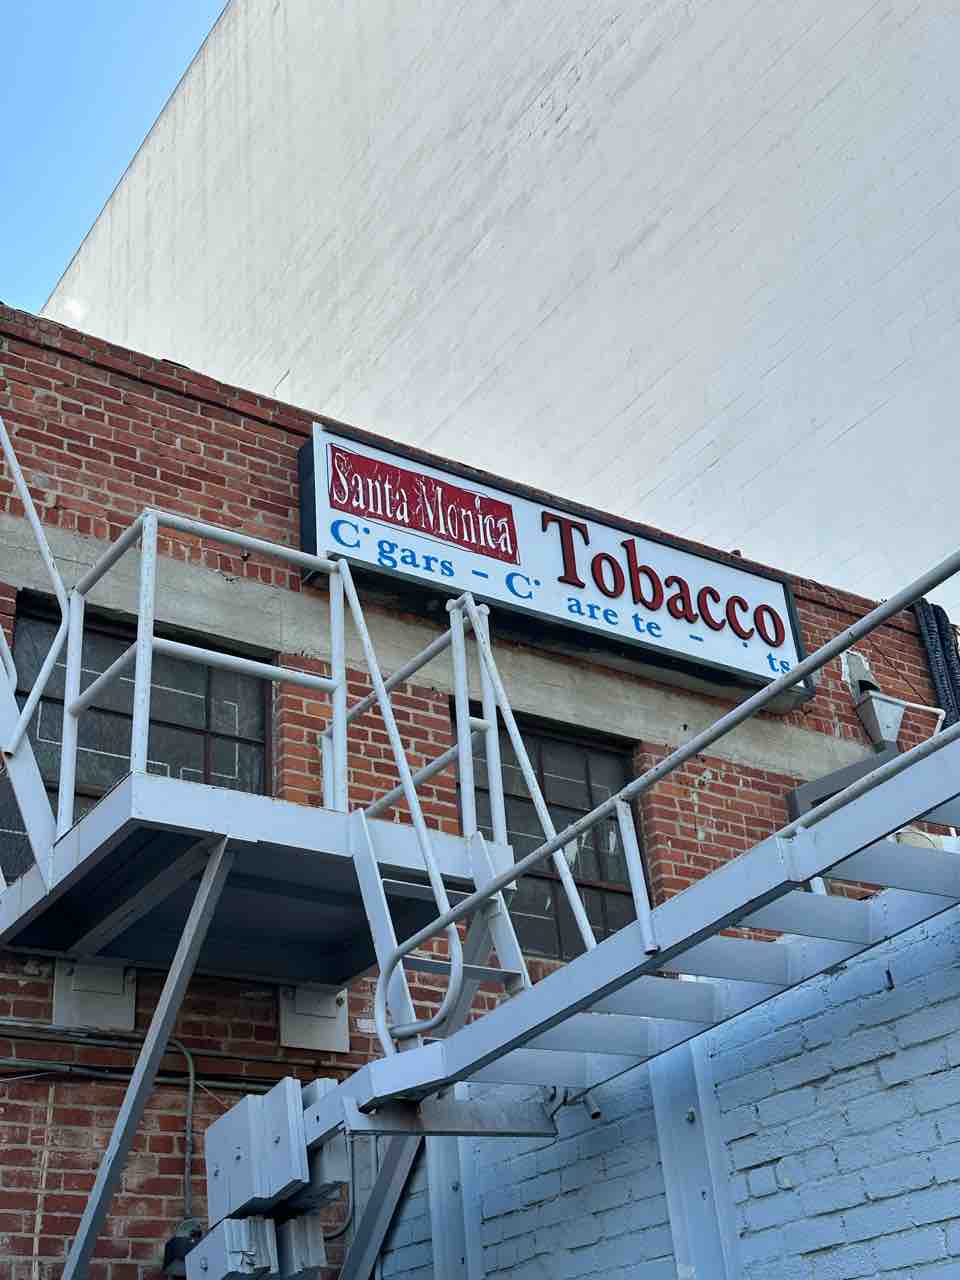 Santa Monica
Tobacco
C·gars - C· are te - . ts